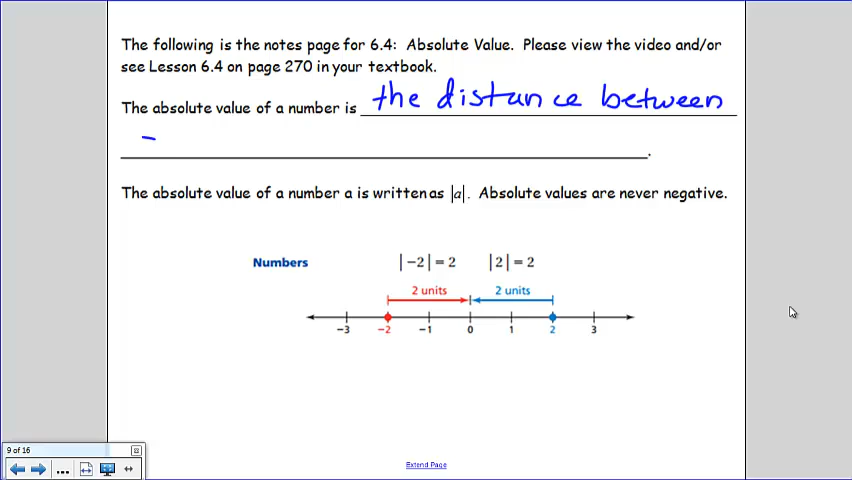 The following is the notes page for 6.4: Absolute Value. Please view the video and/or
see Lesson 6.4 on page 270 in your textbook.
The absolute value of a number is the distance between
.
The absolute value of a number a is written as |a|. Absolute values are never negative.
Numbers |−2| = 2 |2| = 2
2 units 2 units
−3 −2 −1 0 1 2 3
9 of 16
...
Extend Page